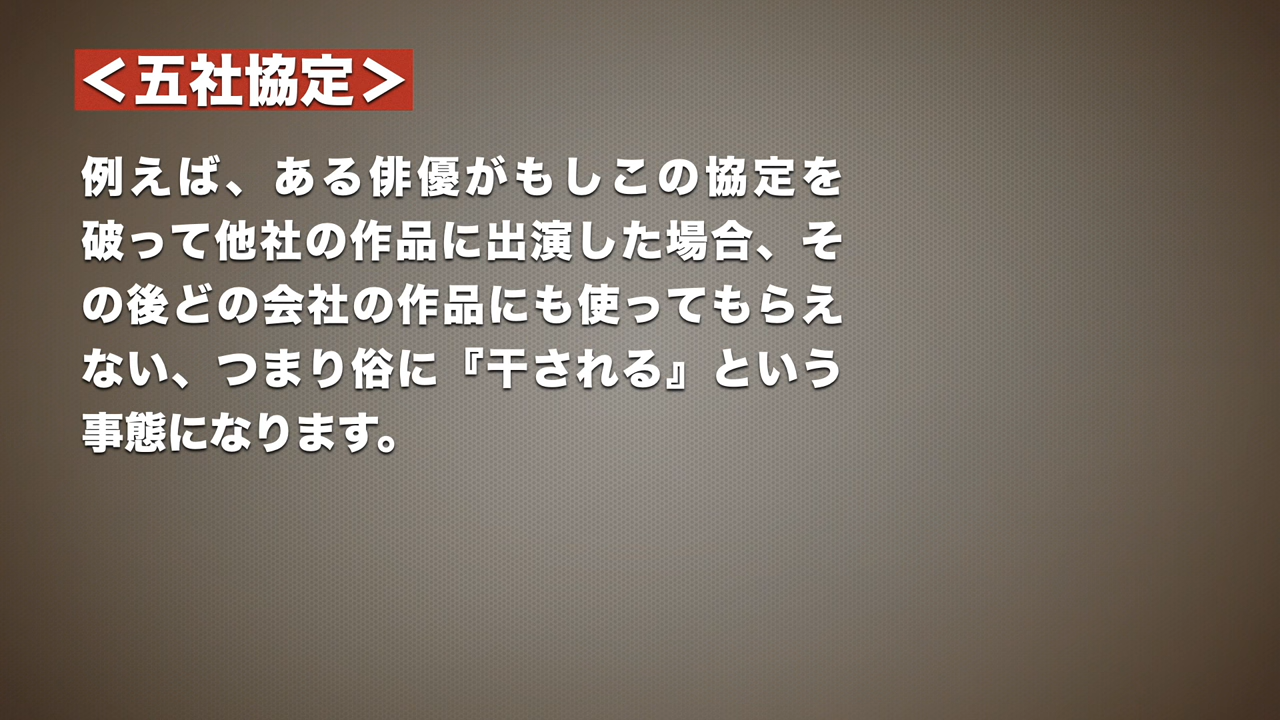 ＜五社協定＞
例えば、ある俳優がもしこの協定を
破って他社の作品に出演した場合、そ
の後どの会社の作品にも使ってもらえ
ない、つまり俗に『干される』という
事態になります。